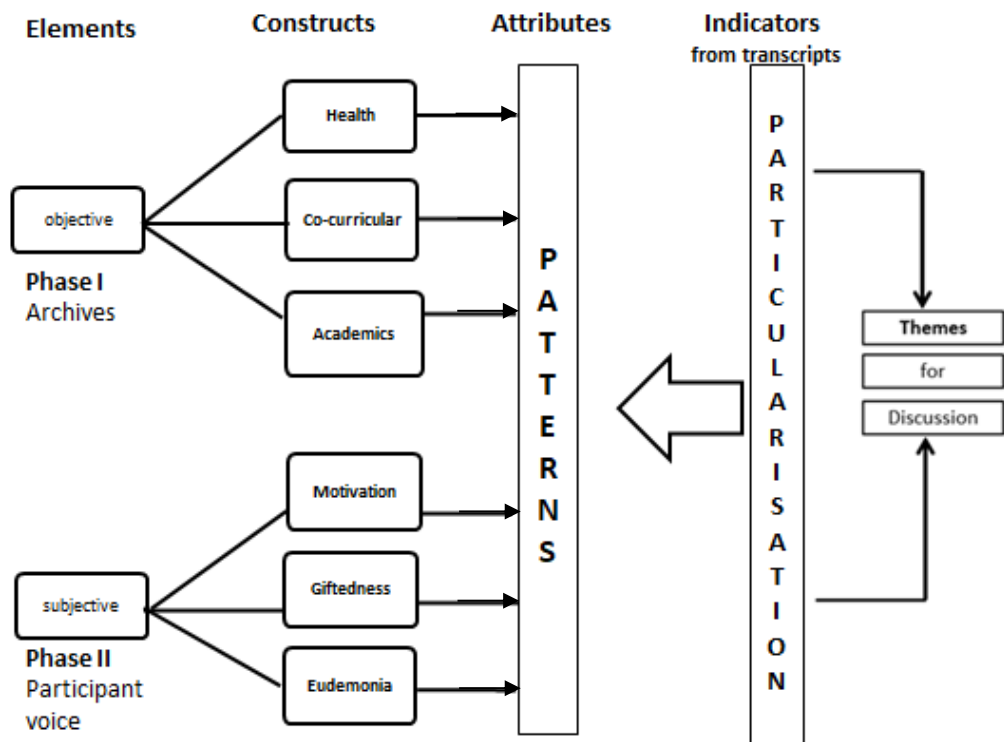 Elements
Constructs
Attributes
Indicators
from transcripts
Health
Co-curricular
Academics
objective
Phase I
Archives
Motivation
Giftedness
Eudemonia
subjective
Phase II
Participant
voice
PATTERNS
PARTICULARISATION
Themes
for
Discussion